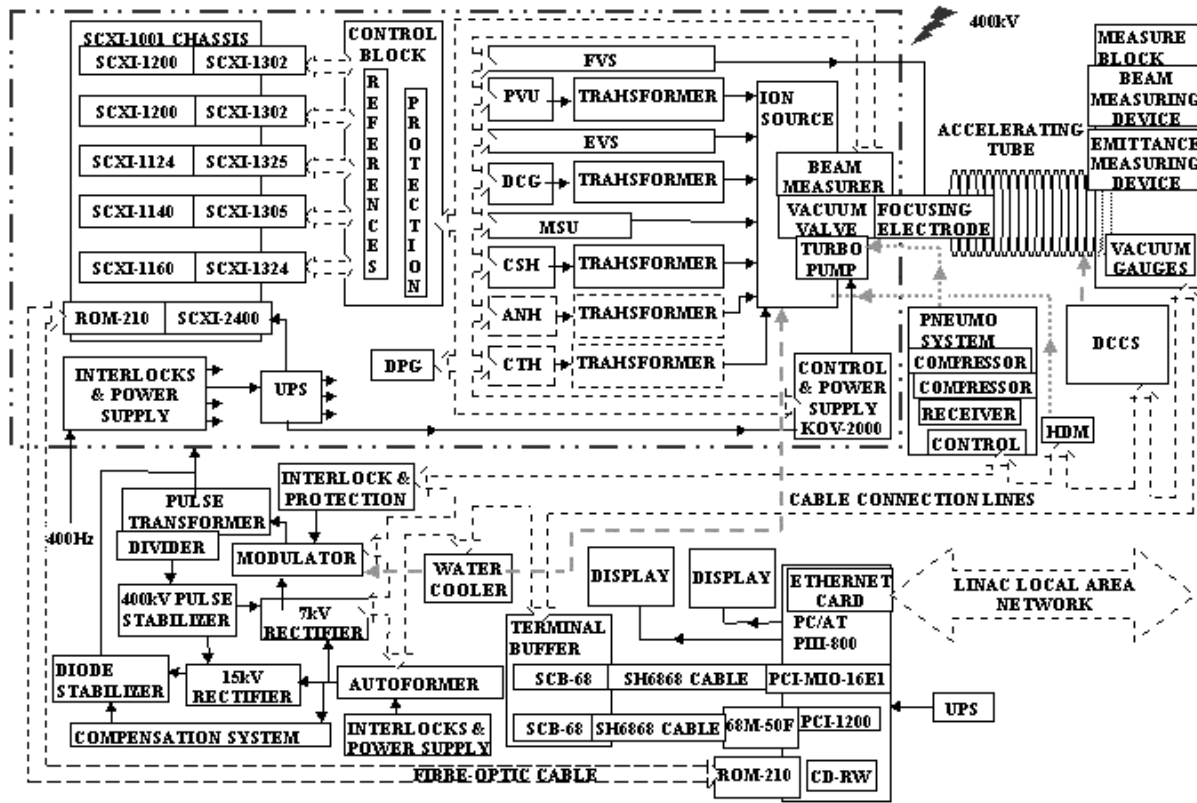 SCXI-1001 CHASSIS
SCXI-1200
SCXI-1302
SCXI-1200
SCXI-1302
SCXI-1124
SCXI-1325
SCXI-1140
SCXI-1305
SCXI-1160
SCXI-1324
ROM-210
SCXI-2400
INTERLOCKS
& POWER
SUPPLY
UPS
CONTROL
BLOCK
REFERENCES
PROTECTION
DPG
FVS
PVU
TRAHSFORMER
EVS
DCG
TRAHSFORMER
MSU
CSH
TRAHSFORMER
ANH
TRAHSFORMER
CTH
TRAHSFORMER
ION
SOURCE
BEAM
MEASURER
VACUUM
VALVE
FOCUSING
ELECTRODE
TURBO
PUMP
CONTROL
& POWER
SUPPLY
KOV-2000
400kV
ACCELERATING
TUBE
MEASURE
BLOCK
BEAM
MEASURING
DEVICE
EMITTANCE
MEASURING
DEVICE
VACUUM
GAUGES
PNEUMO
SYSTEM
COMPRESSOR
COMPRESSOR
RECEIVER
CONTROL
HDM
DCCS
400Hz
PULSE
TRANSFORMER
DIVIDER
INTERLOCK &
PROTECTION
MODULATOR
400kV PULSE
STABILIZER
7kV
RECTIFIER
DIODE
STABILIZER
15kV
RECTIFIER
AUTOFORMER
COMPENSATION SYSTEM
INTERLOCKS &
POWER SUPPLY
WATER
COOLER
CABLE CONNECTION LINES
DISPLAY
DISPLAY
ETHERNET
CARD
PC/AT
PIII-800
LINAC LOCAL AREA
NETWORK
TERMINAL
BUFFER
SCB-68
SH6868 CABLE
PCI-MIO-16E1
SCB-68
SH6868 CABLE
68M-50F
PCI-1200
UPS
FIBRE-OPTIC CABLE
ROM-210
CD-RW